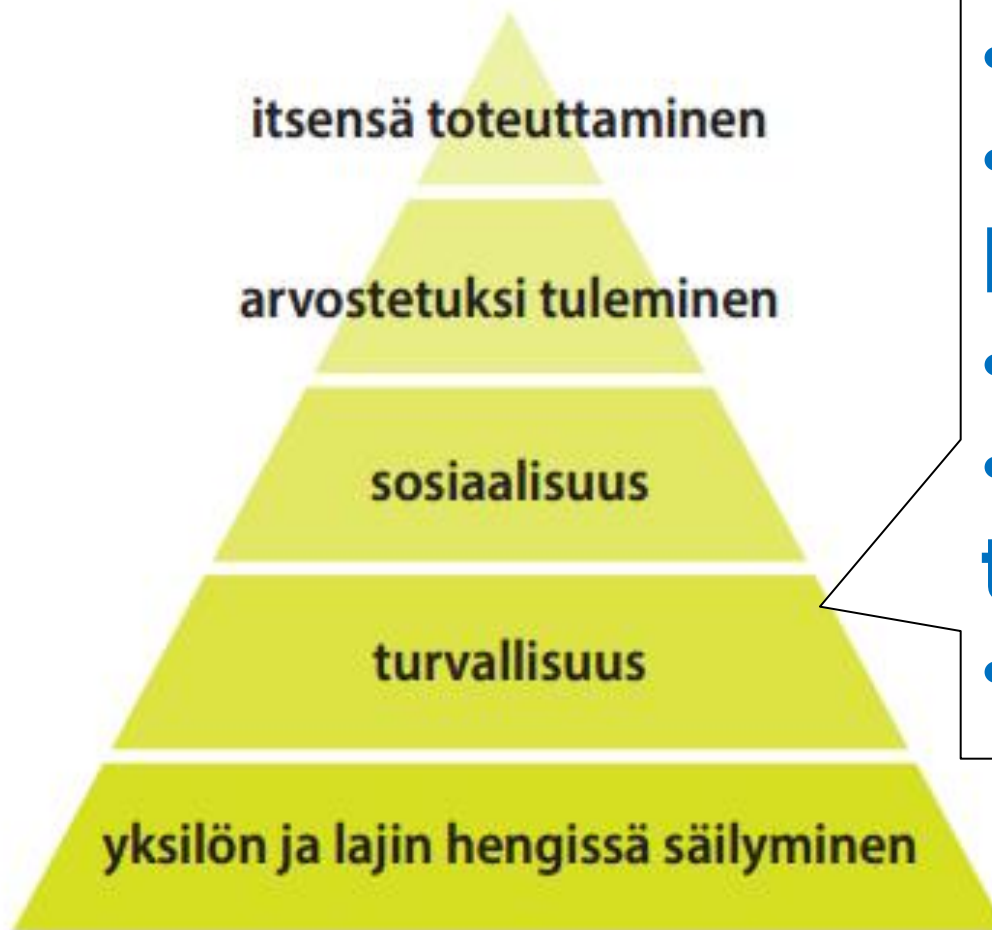 itsensä toteuttaminen
arvostetuksi tuleminen
sosiaalisuus
turvallisuus
yksilön ja lajin hengissä säilyminen